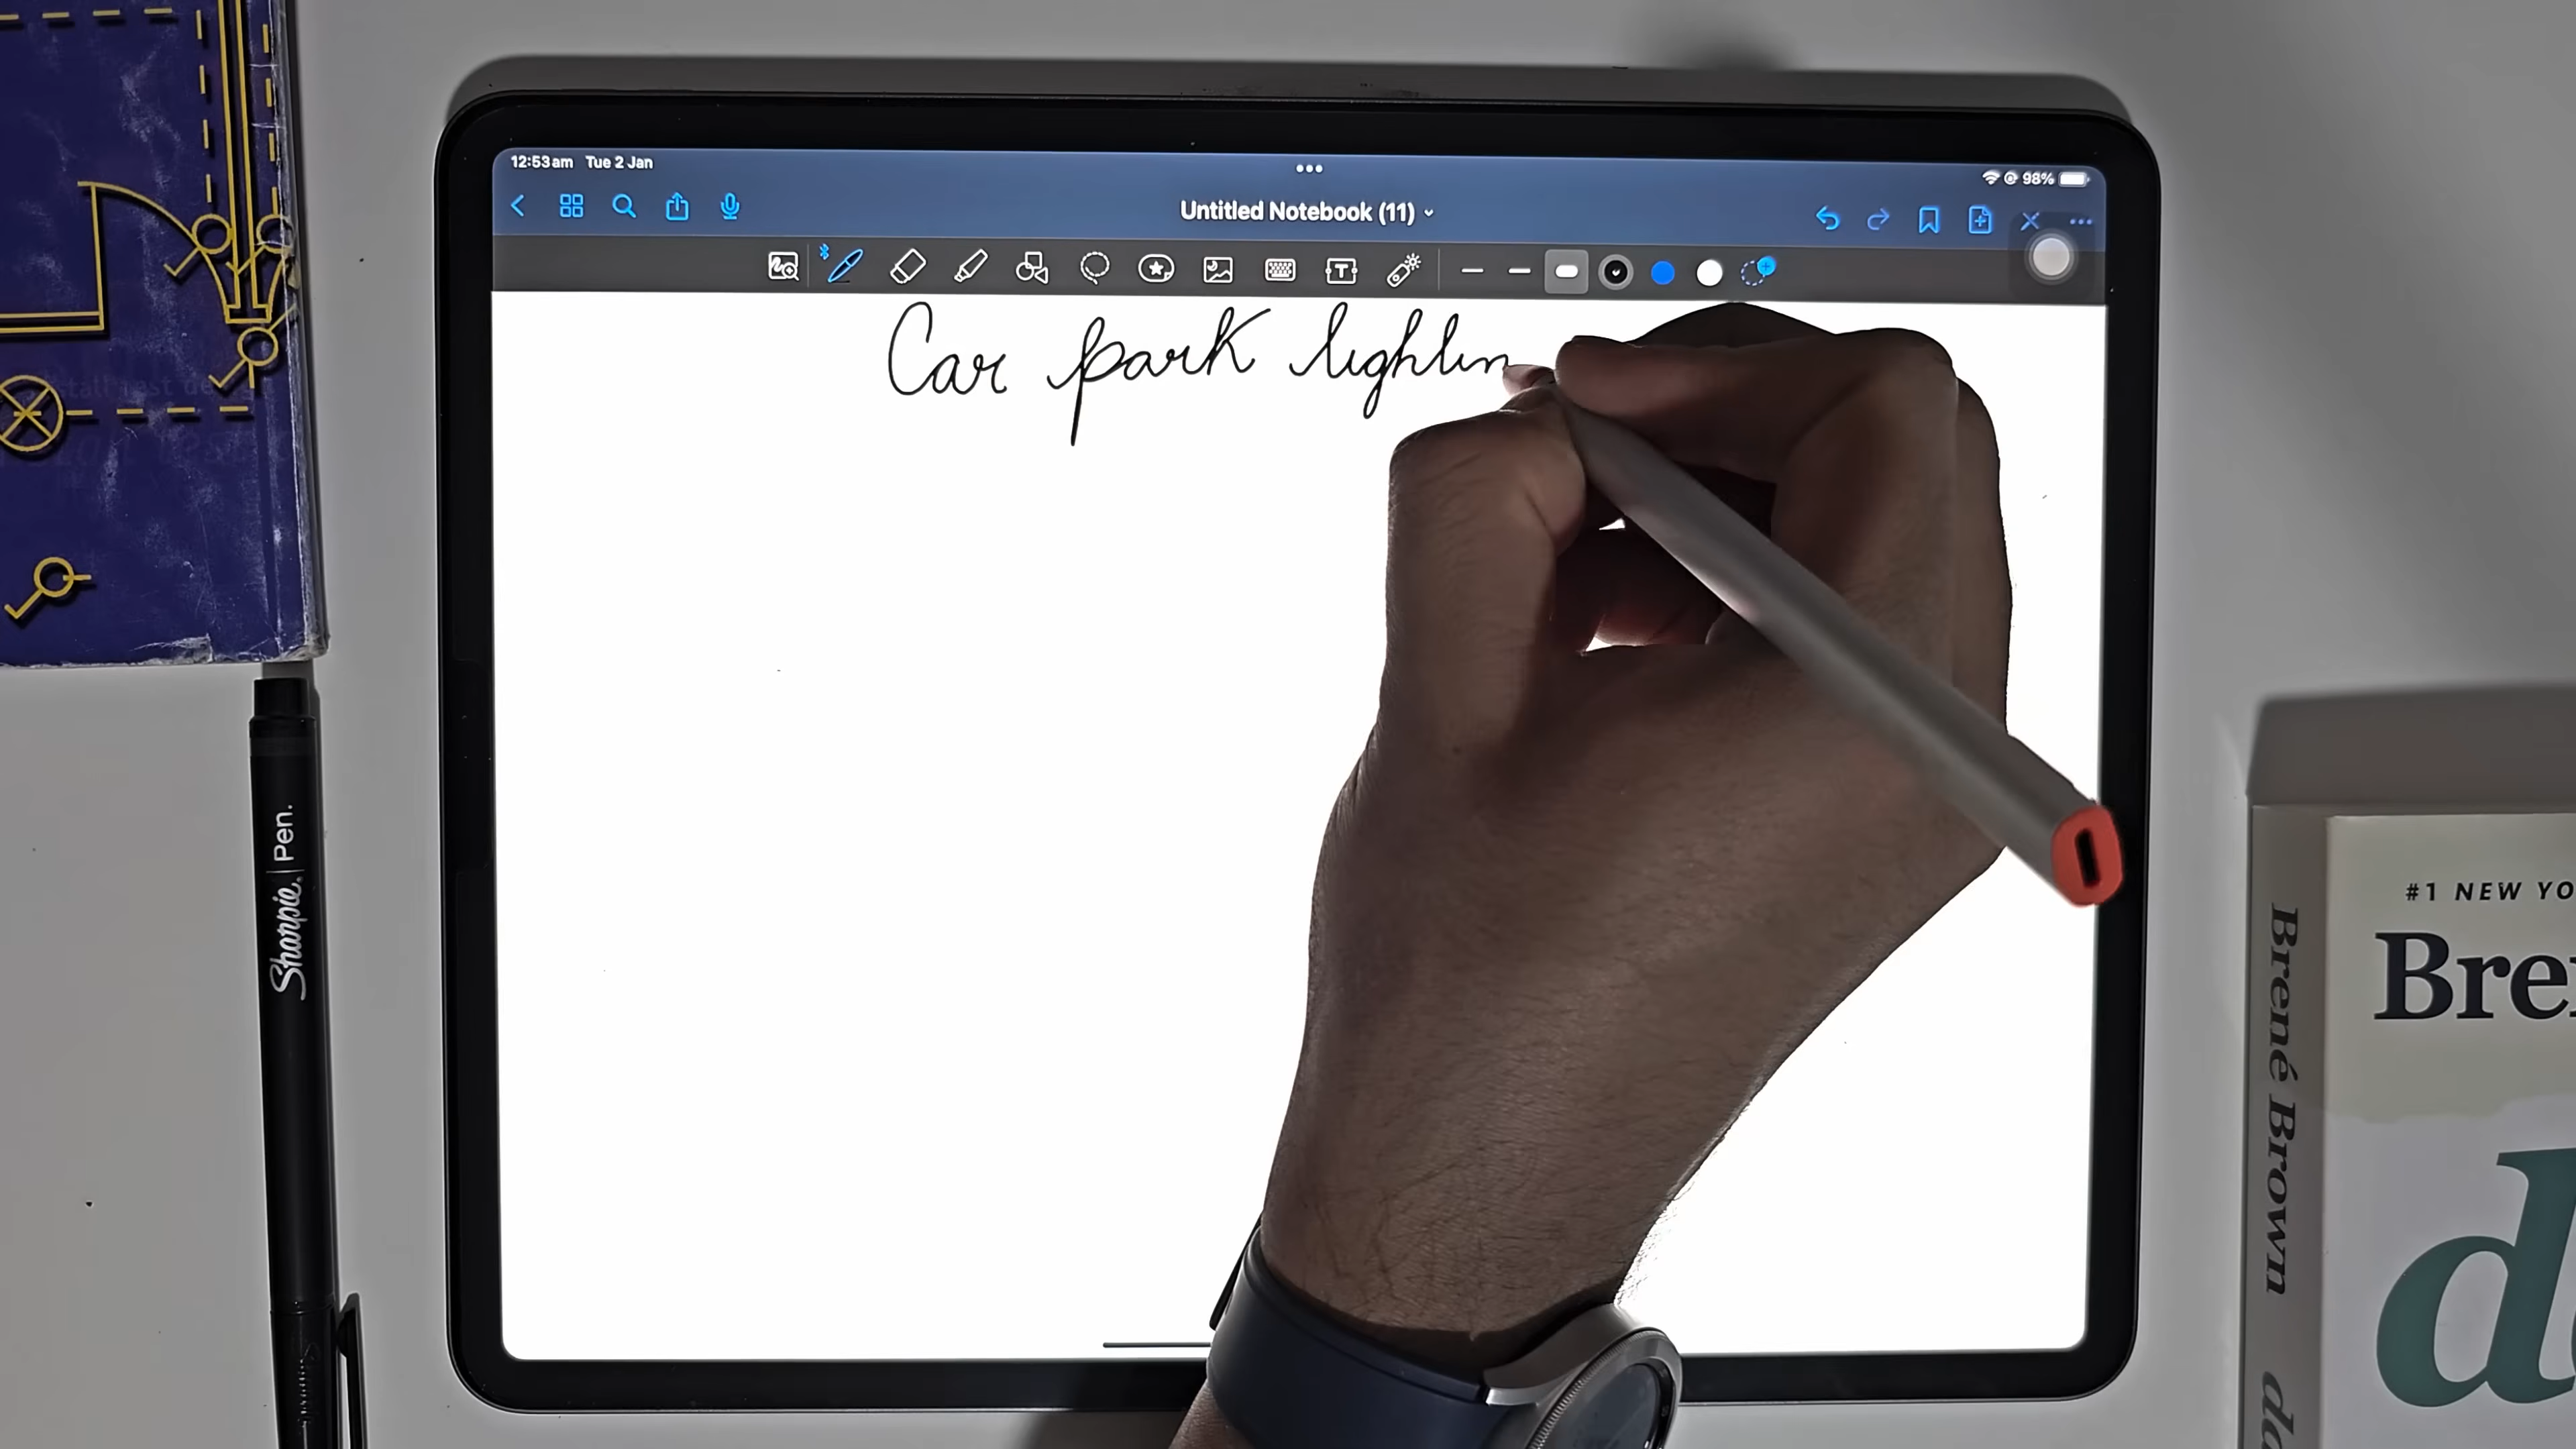 12:53am Tue 2 Jan
98%
Untitled Notebook (11)
T
Car park lightin
Sharpie. Pen.
#1 NEW YO
Bre
Brené Brown
d